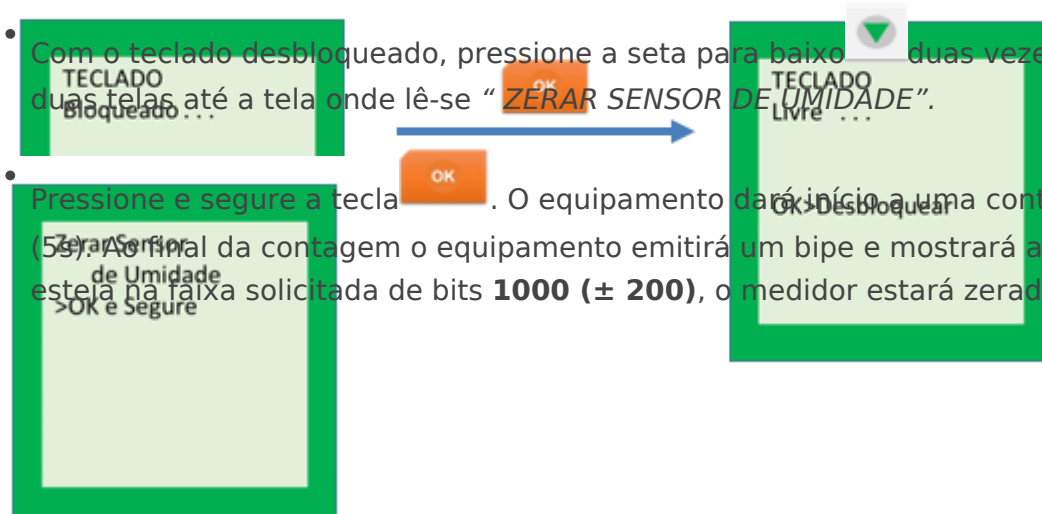 Com o teclado desbloqueado, pressione a seta para baixo duas veze
duas telas até a tela onde lê-se “ ZERAR SENSOR DE UMIDADE”.
TECLADO
Bloqueado . . .
OK
TECLADO
Livre . . .
OK>Desbloquear
Pressione e segure a tecla OK . O equipamento dará início a uma cont
(5s). Ao final da contagem o equipamento emitirá um bipe e mostrará a
esteja na faixa solicitada de bits 1000 (± 200), o medidor estará zerad
Zerar Sensor
de Umidade
>OK e Segure